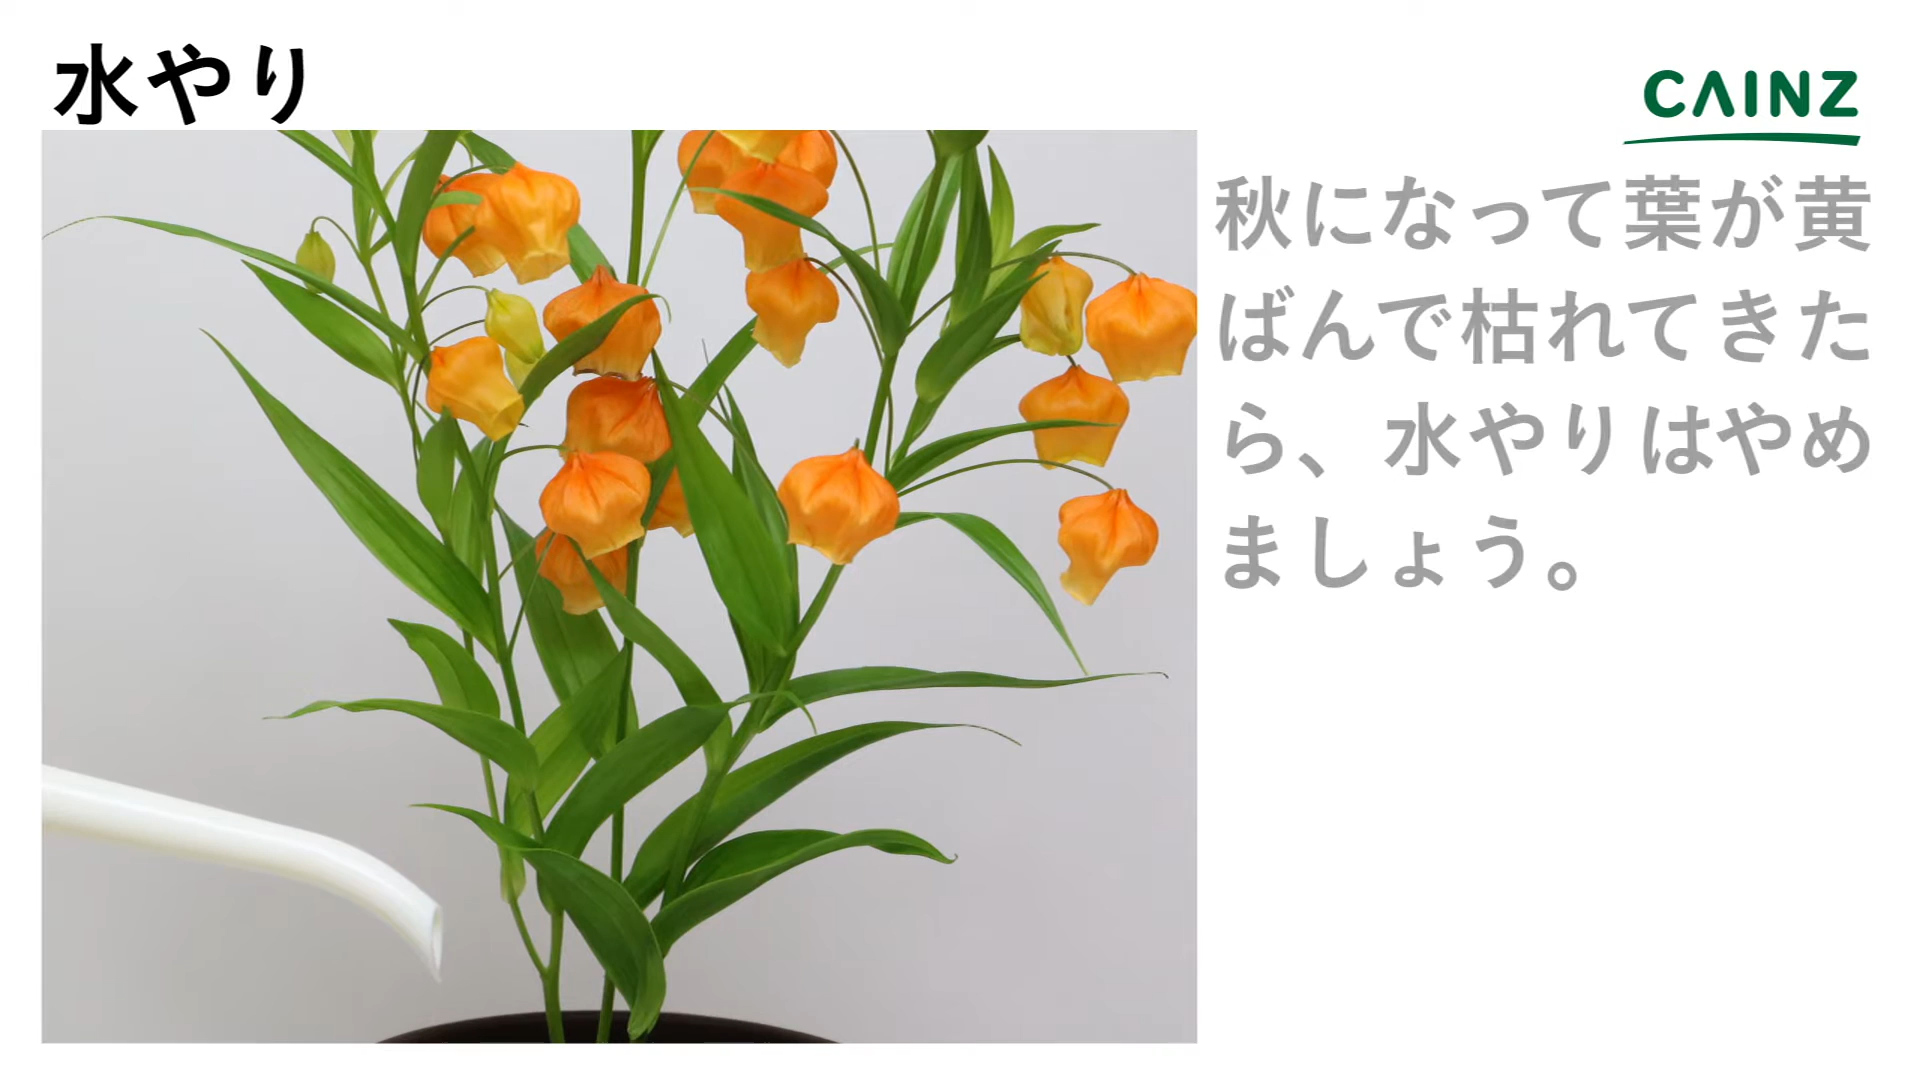 水やり
CAINZ
秋になって葉が黄
ばんで枯れてきた
ら、水やりはやめ
ましょう。